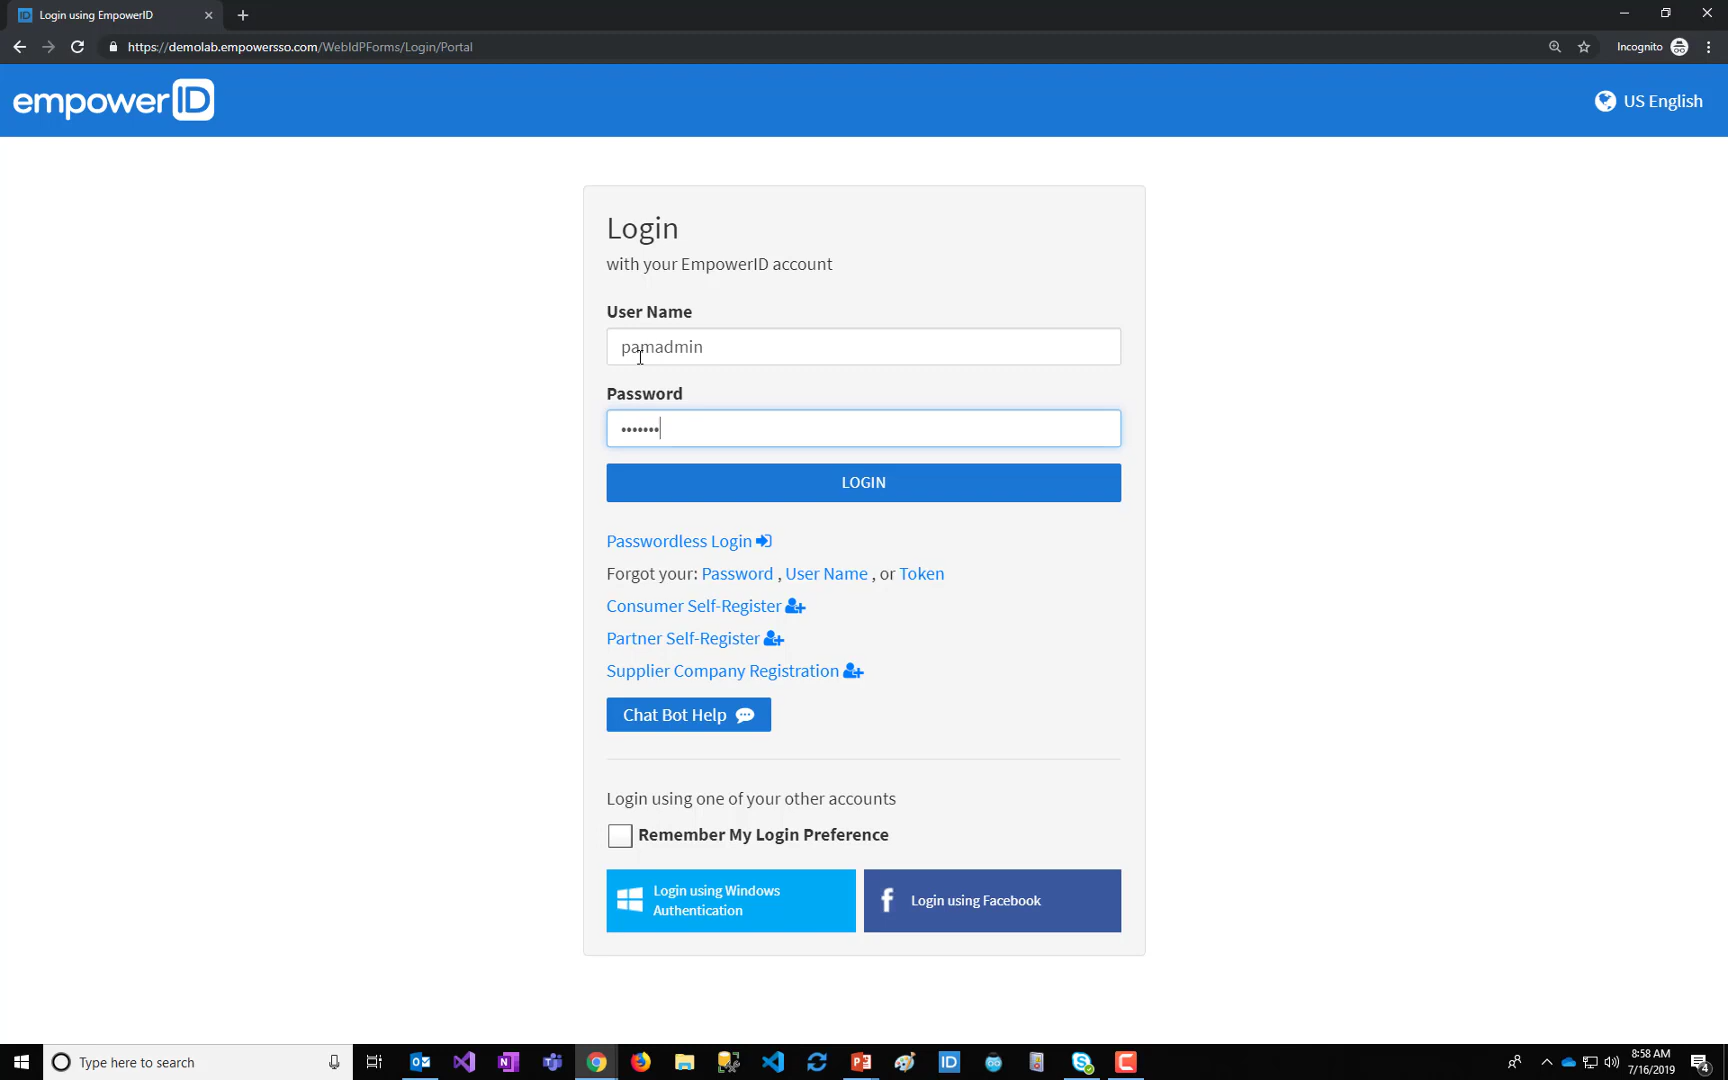 Login using EmpowerID
https://demolab.empowersso.com/WebIdPForms/Login/Portal
Incognito
empowerID
US English
Login
with your EmpowerID account
User Name
pamadmin
Password
•••••••
LOGIN
Passwordless Login
Forgot your: Password , User Name , or Token
Consumer Self-Register
Partner Self-Register
Supplier Company Registration
Chat Bot Help
Login using one of your other accounts
Remember My Login Preference
Login using Windows
Authentication
Login using Facebook
Type here to search
8:58 AM
7/16/2019
4